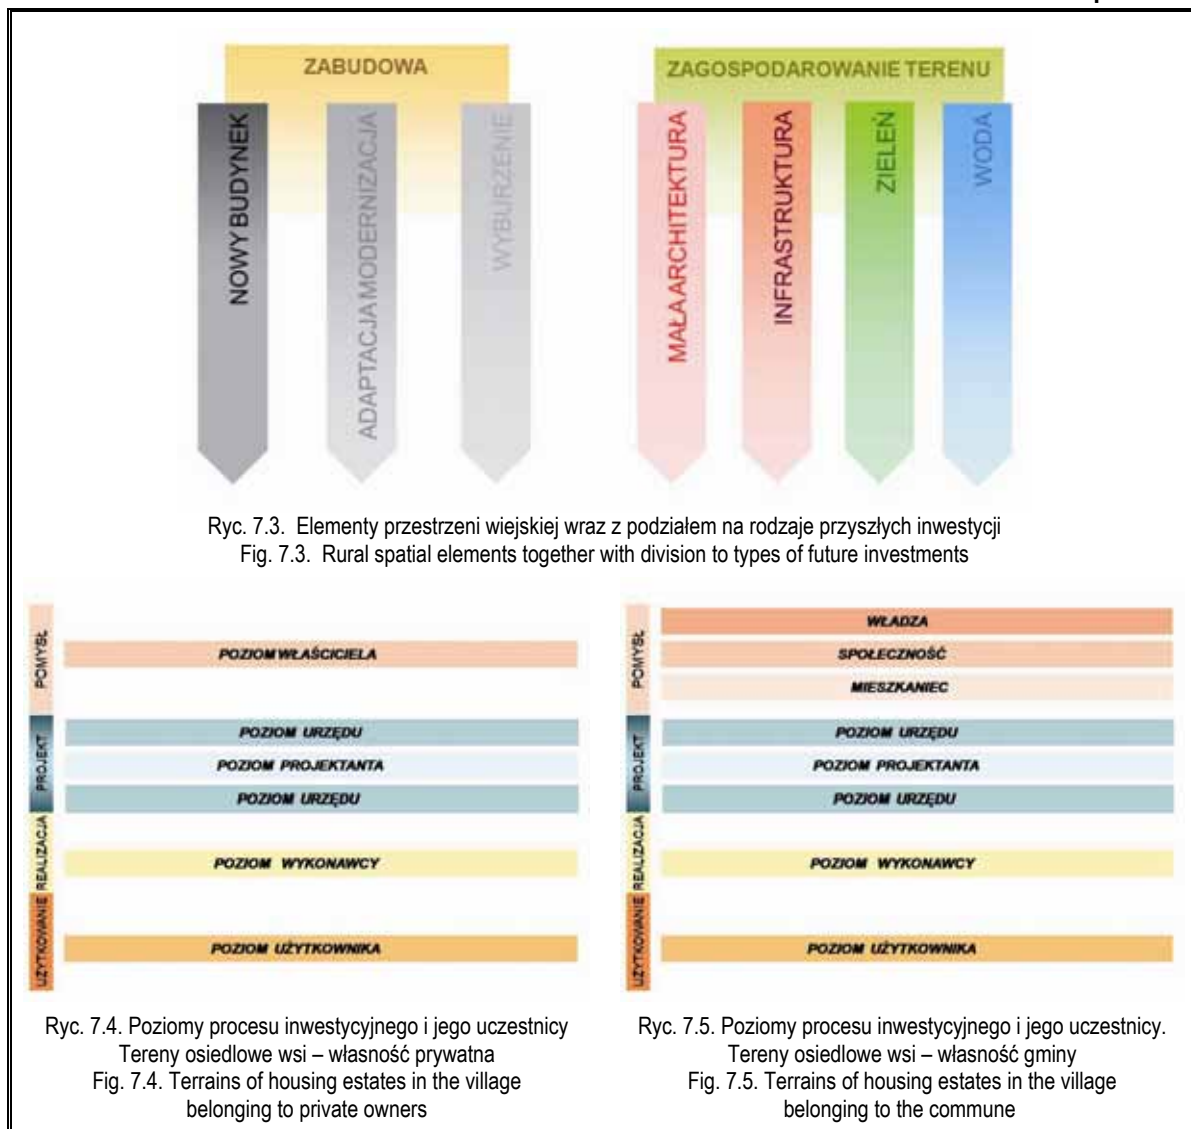 ZABUDOWA
NOWY BUDYNEK
ADAPTACJA MODERNIZACJA
WYBURZENIE
ZAGOSPODAROWANIE TERENU
MAŁA ARCHITEKTURA
INFRASTRUKTURA
ZIELEŃ
WODA
Ryc. 7.3. Elementy przestrzeni wiejskiej wraz z podziałem na rodzaje przyszłych inwestycji
Fig. 7.3. Rural spatial elements together with division to types of future investments
POMYSŁ
POZIOM WŁAŚCICIELA
PROJEKT
POZIOM URZĘDU
POZIOM PROJEKTANTA
POZIOM URZĘDU
REALIZACJA
POZIOM WYKONAWCY
UŻYTKOWANIE
POZIOM UŻYTKOWNIKA
Ryc. 7.4. Poziomy procesu inwestycyjnego i jego uczestnicy
Tereny osiedlowe wsi – własność prywatna
Fig. 7.4. Terrains of housing estates in the village
belonging to private owners
POMYSŁ
WŁADZA
SPOŁECZNOŚĆ
MIESZKANIEC
PROJEKT
POZIOM URZĘDU
POZIOM PROJEKTANTA
POZIOM URZĘDU
REALIZACJA
POZIOM WYKONAWCY
UŻYTKOWANIE
POZIOM UŻYTKOWNIKA
Ryc. 7.5. Poziomy procesu inwestycyjnego i jego uczestnicy.
Tereny osiedlowe wsi – własność gminy
Fig. 7.5. Terrains of housing estates in the village
belonging to the commune